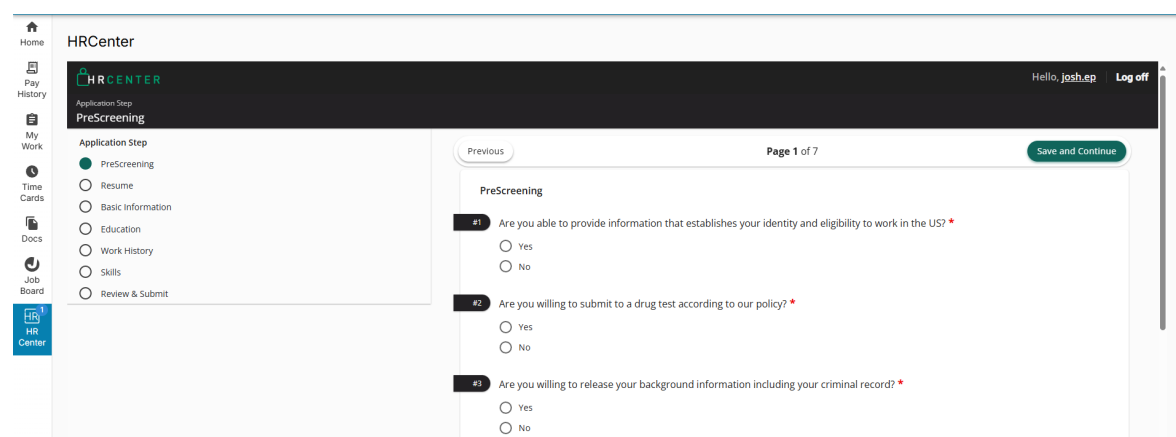 Home
Pay
History
My
Work
Time
Cards
Docs
Job
Board
HR
1
HR
Center
HRCenter
HRCENTER
Hello, josh.ep
Log off
Application Step
PreScreening
Application Step
PreScreening
Resume
Basic Information
Education
Work History
Skills
Review & Submit
Previous
Page 1 of 7
Save and Continue
PreScreening
#1 Are you able to provide information that establishes your identity and eligibility to work in the US? *
Yes
No
#2 Are you willing to submit to a drug test according to our policy? *
Yes
No
#3 Are you willing to release your background information including your criminal record? *
Yes
No